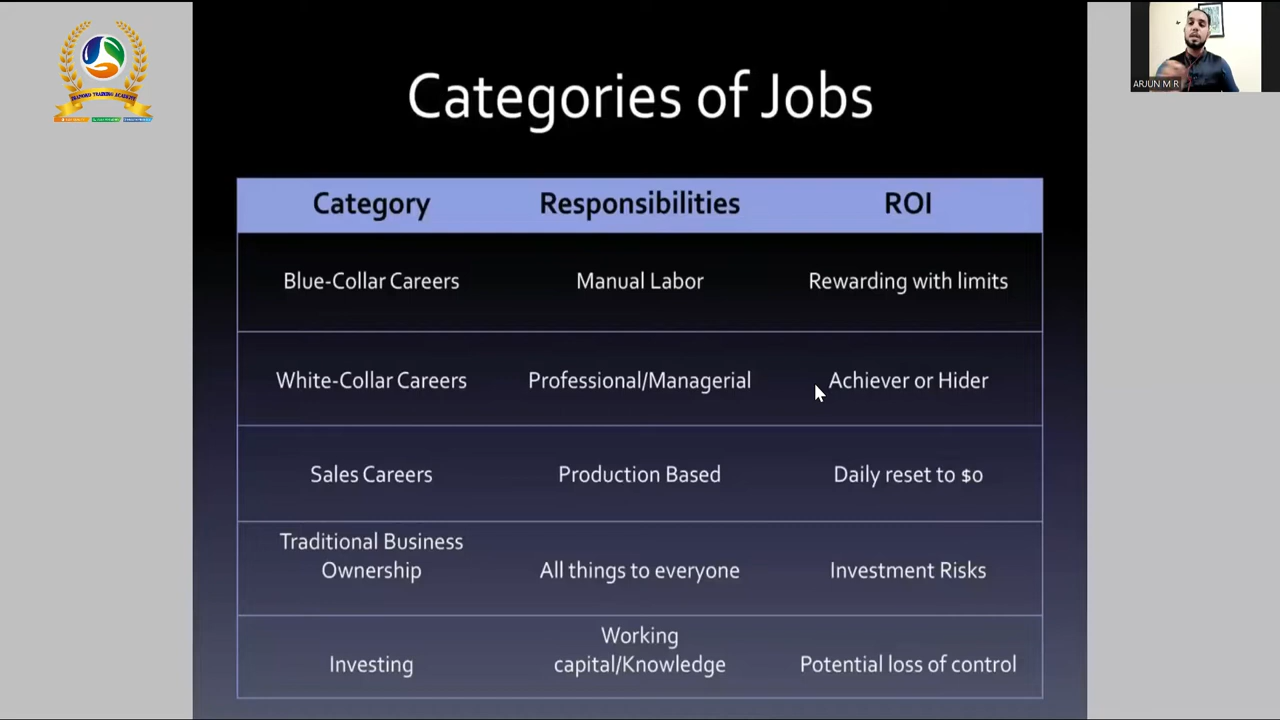 ARJUN M R
Categories of Jobs
Category Responsibilities ROI
Blue-Collar Careers Manual Labor Rewarding with limits
White-Collar Careers Professional/Managerial Achiever or Hider
Sales Careers Production Based Daily reset to $0
Traditional Business
Ownership All things to everyone Investment Risks
Working
Investing capital/Knowledge Potential loss of control